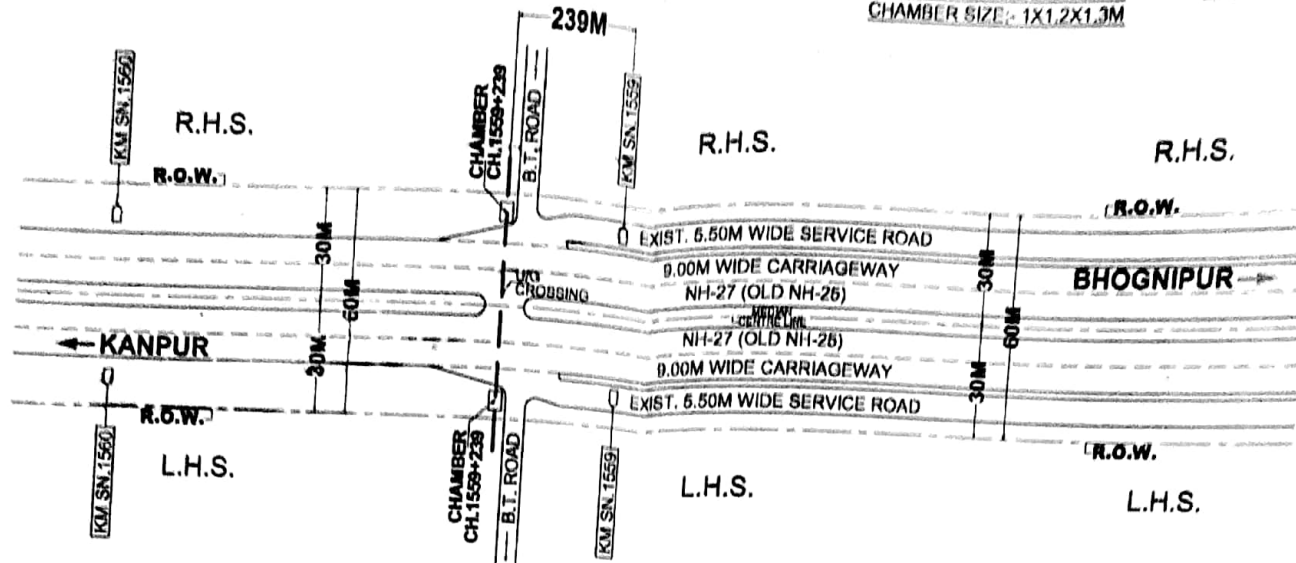 CHAMBER SIZE:- 1X1.2X1.3M
239M
KM SN.1560
R.H.S.
CHAMBER
CH.1559+239
B.T. ROAD
KM SN.1559
R.H.S.
R.H.S.
R.O.W.
R.O.W.
30M
60M
EXIST. 5.50M WIDE SERVICE ROAD
9.00M WIDE CARRIAGEWAY
30M
BHOGNIPUR
CROSSING
NH-27 (OLD NH-25)
MEDIAN
CENTRE LINE
60M
KANPUR
30M
NH-27 (OLD NH-25)
9.00M WIDE CARRIAGEWAY
30M
EXIST. 5.50M WIDE SERVICE ROAD
R.O.W.
R.O.W.
KM SN.1560
L.H.S.
CHAMBER
CH.1559+239
B.T. ROAD
KM SN.1559
L.H.S.
L.H.S.